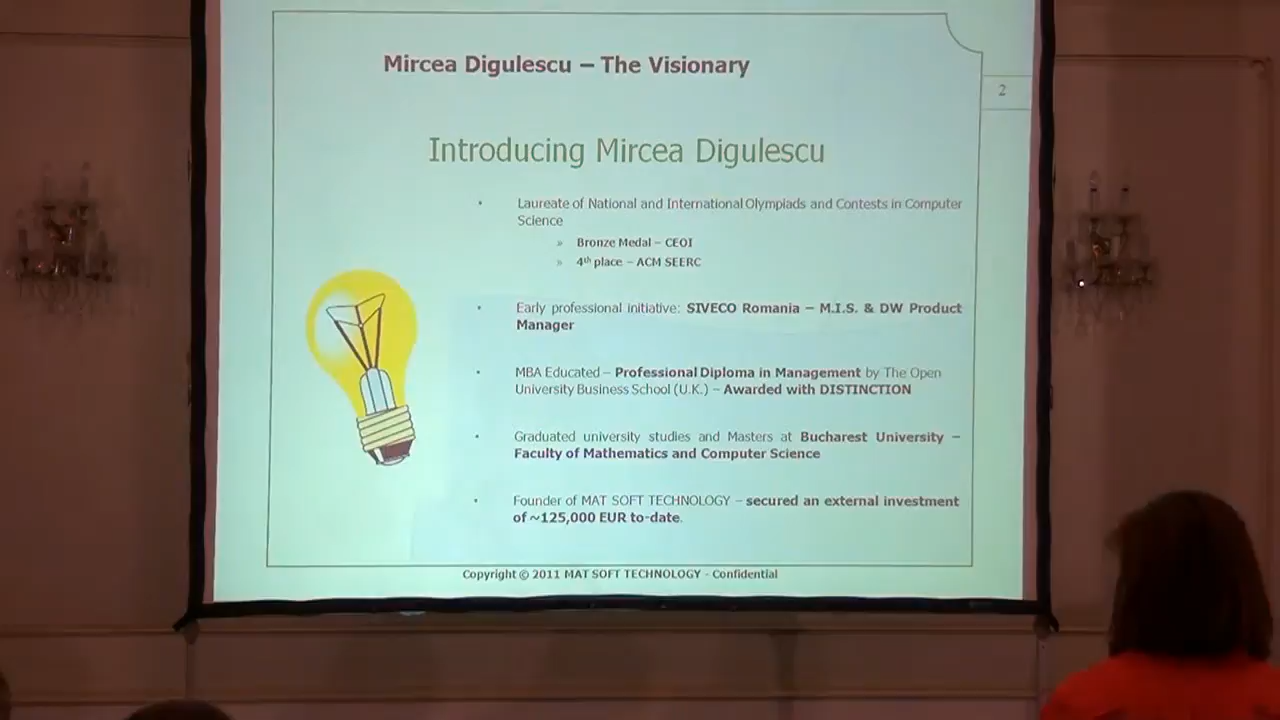 Mircea Digulescu – The Visionary
2
Introducing Mircea Digulescu
• Laureate of National and International Olympiads and Contests in Computer
Science
» Bronze Medal – CEOI
» 4th place – ACM SEERC
• Early professional initiative: SIVECO Romania – M.I.S. & DW Product
Manager
• MBA Educated – Professional Diploma in Management by The Open
University Business School (U.K.) – Awarded with DISTINCTION
• Graduated university studies and Masters at Bucharest University –
Faculty of Mathematics and Computer Science
• Founder of MAT SOFT TECHNOLOGY – secured an external investment
of ~125,000 EUR to-date.
Copyright © 2011 MAT SOFT TECHNOLOGY - Confidential